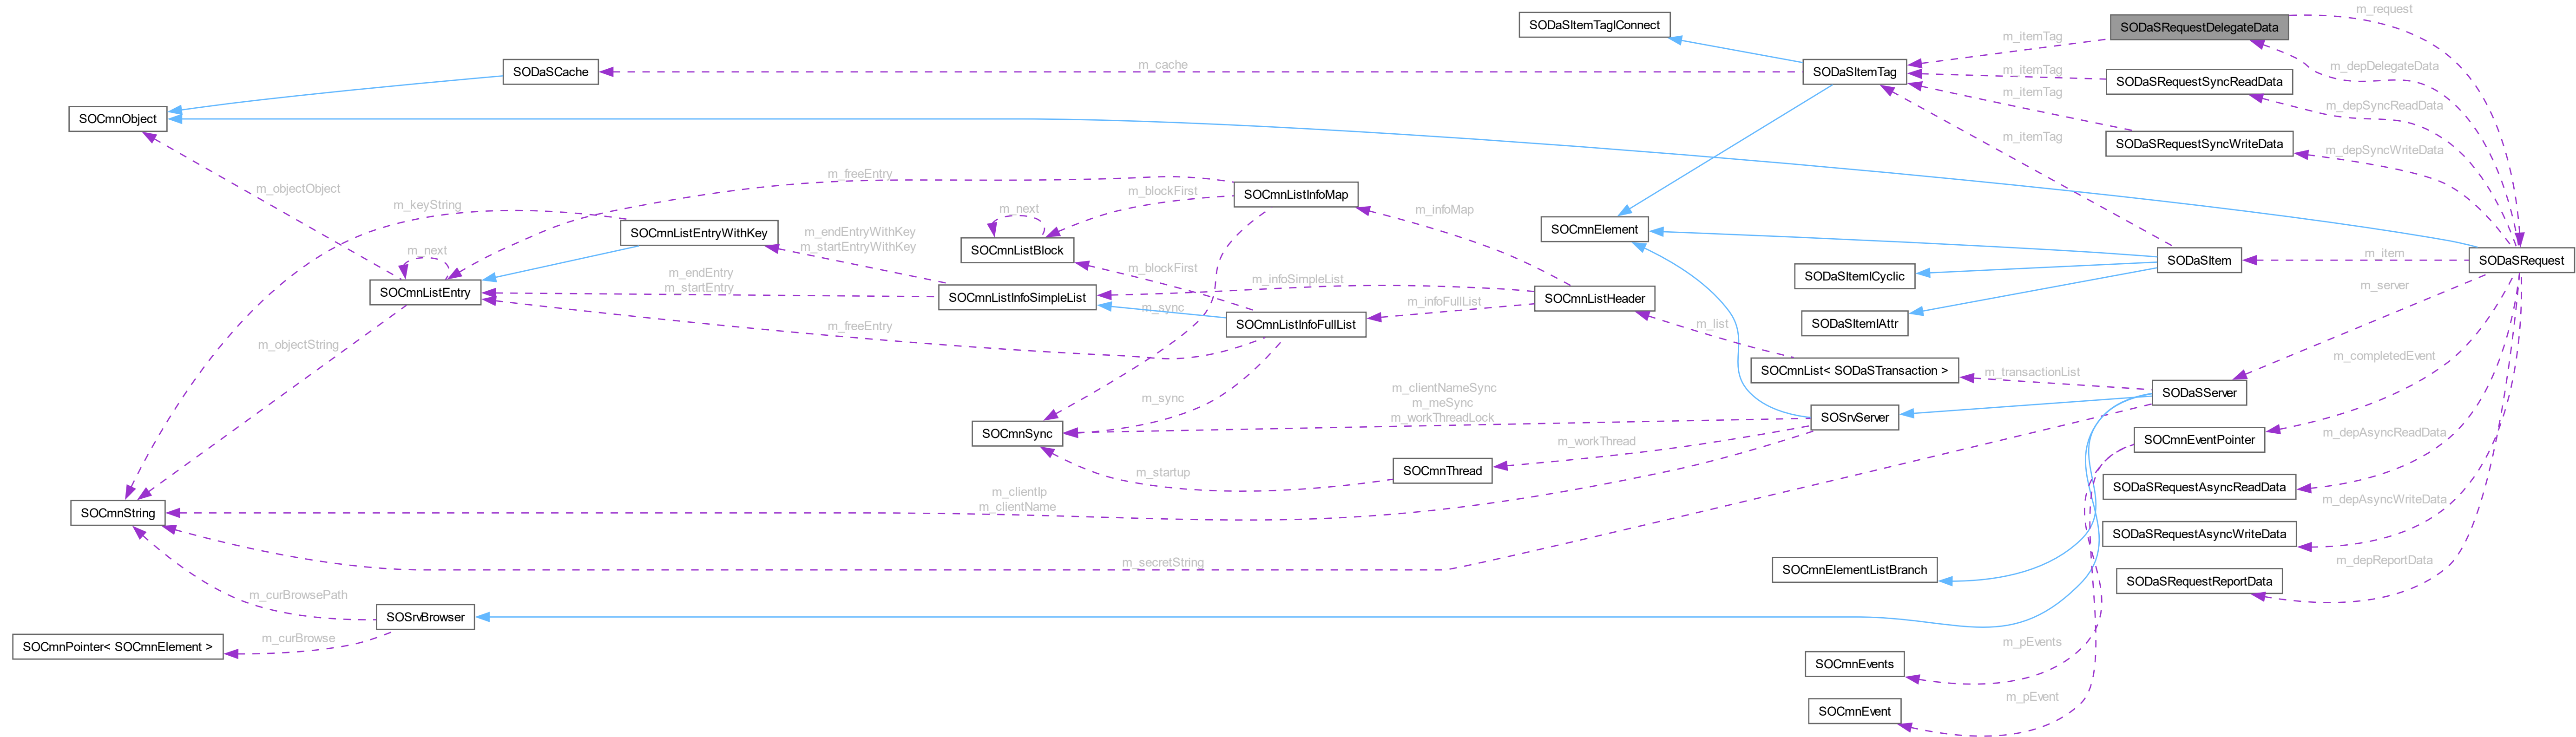 m_request
SODaSItemTagIConnect
SODaSRequestDelegateData
m_itemTag
m_cache
m_depDelegateData
SODaSCache
SODaSItemTag
m_itemTag
SODaSRequestSyncReadData
m_itemTag
m_depSyncReadData
SOCmnObject
m_itemTag
SODaSRequestSyncWriteData
m_depSyncWriteData
m_freeEntry
m_objectObject
m_blockFirst
SOCmnListInfoMap
m_keyString
m_next
m_infoMap
SOCmnElement
SOCmnListEntryWithKey
m_endEntryWithKey
m_startEntryWithKey
SOCmnListBlock
m_next
m_item
SODaSItem
SODaSRequest
m_endEntry
m_startEntry
m_blockFirst
m_infoSimpleList
SODaSItemICyclic
m_server
SOCmnListEntry
SOCmnListInfoSimpleList
SOCmnListHeader
m_sync
m_infoFullList
m_freeEntry
SOCmnListInfoFullList
m_list
SODaSItemIAttr
m_objectString
m_completedEvent
SOCmnList< SODaSTransaction >
m_transactionList
m_clientNameSync
m_meSync
m_workThreadLock
m_sync
SODaSServer
SOSrvServer
SOCmnSync
m_workThread
SOCmnEventPointer
m_depAsyncReadData
m_startup
SOCmnThread
m_clientIp
m_clientName
SODaSRequestAsyncReadData
m_depAsyncWriteData
SOCmnString
SODaSRequestAsyncWriteData
m_secretString
SOCmnElementListBranch
m_depReportData
SODaSRequestReportData
m_curBrowsePath
SOSrvBrowser
m_curBrowse
SOCmnPointer< SOCmnElement >
m_pEvents
SOCmnEvents
m_pEvent
SOCmnEvent